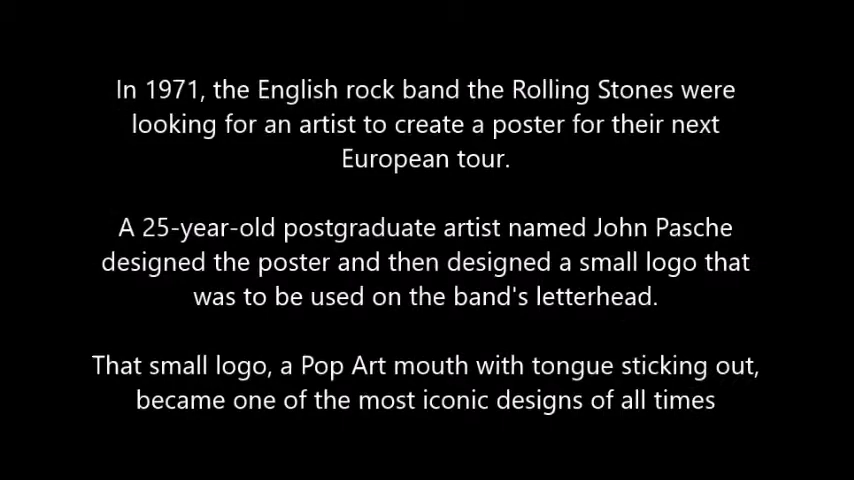 In 1971, the English rock band the Rolling Stones were
looking for an artist to create a poster for their next
European tour.
A 25-year-old postgraduate artist named John Pasche
designed the poster and then designed a small logo that
was to be used on the band's letterhead.
That small logo, a Pop Art mouth with tongue sticking out,
became one of the most iconic designs of all times